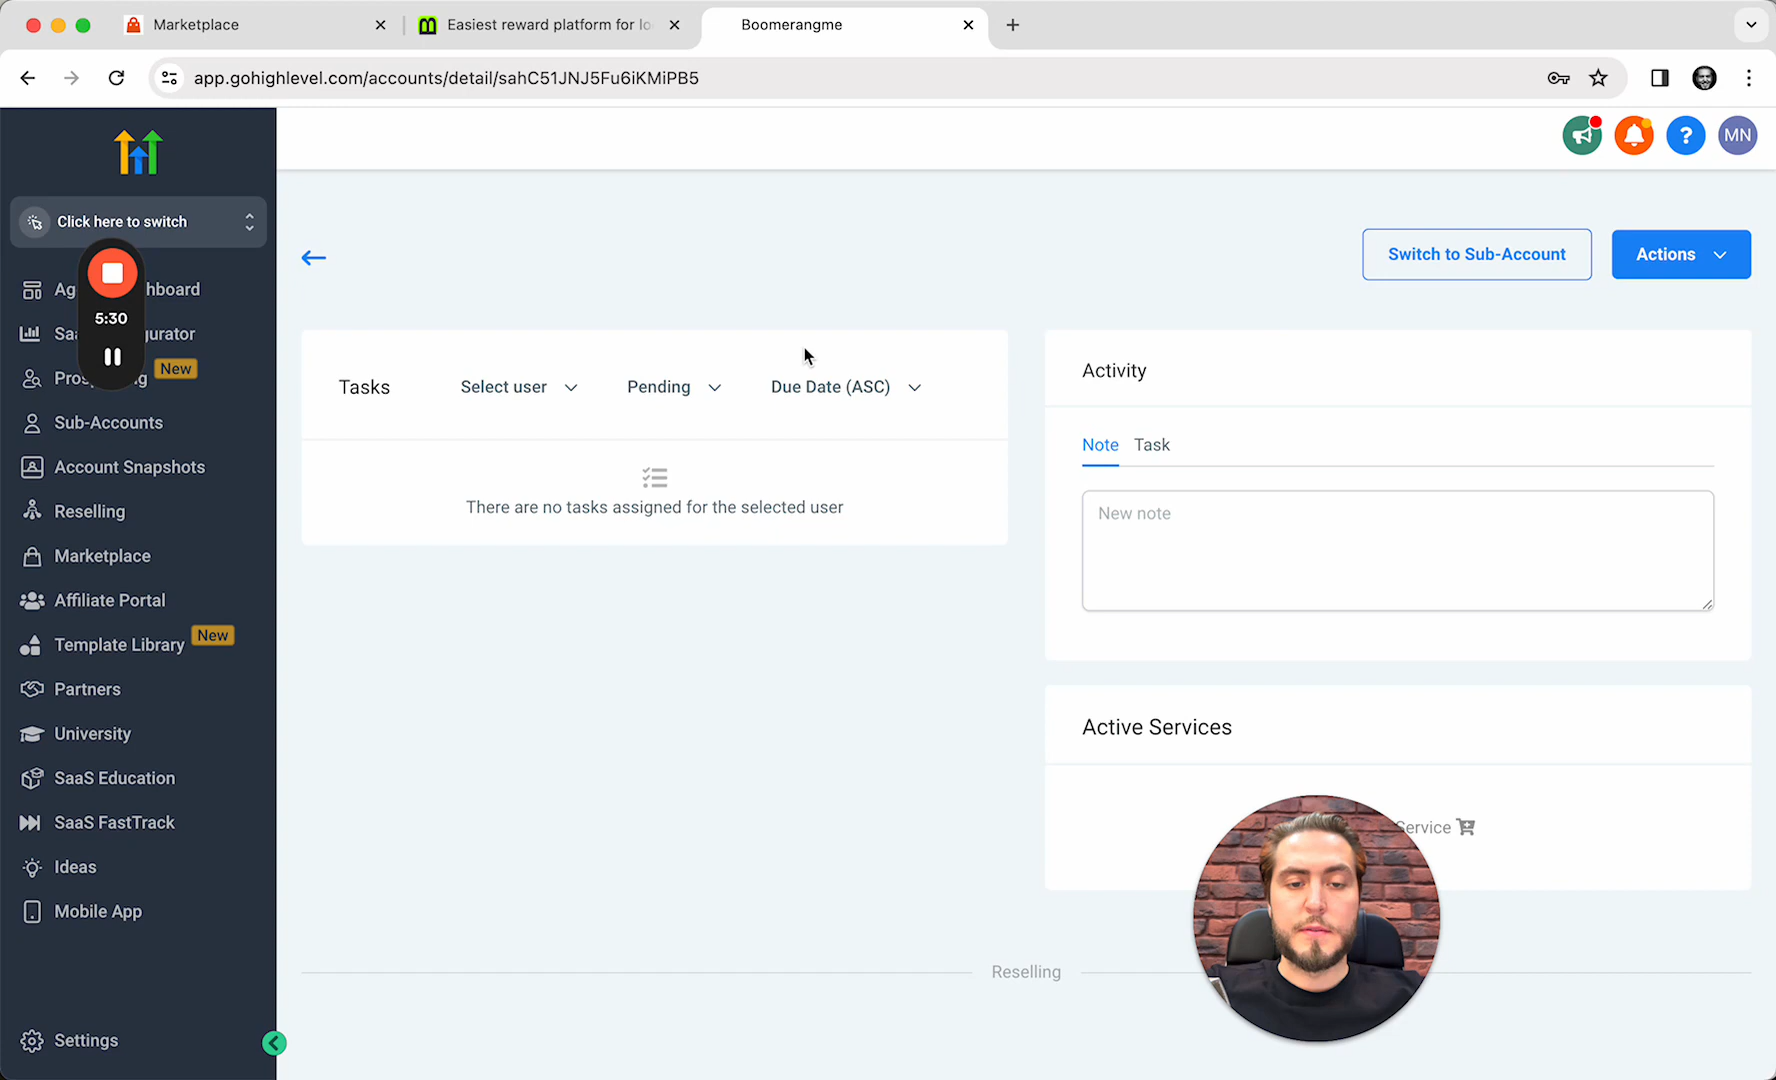 Marketplace
Easiest reward platform for lo
Boomerangme
app.gohighlevel.com/accounts/detail/sahC51JNJ5Fu6iKMiPB5
MN
Click here to switch
Switch to Sub-Account
Actions
Ag hboard
5:30
Saa gurator
Pros g New
Sub-Accounts
Account Snapshots
Reselling
Marketplace
Affiliate Portal
Template Library New
Partners
University
SaaS Education
SaaS FastTrack
Ideas
Mobile App
Settings
Tasks Select user Pending Due Date (ASC)
There are no tasks assigned for the selected user
Activity
Note Task
New note
Active Services
Service
Reselling